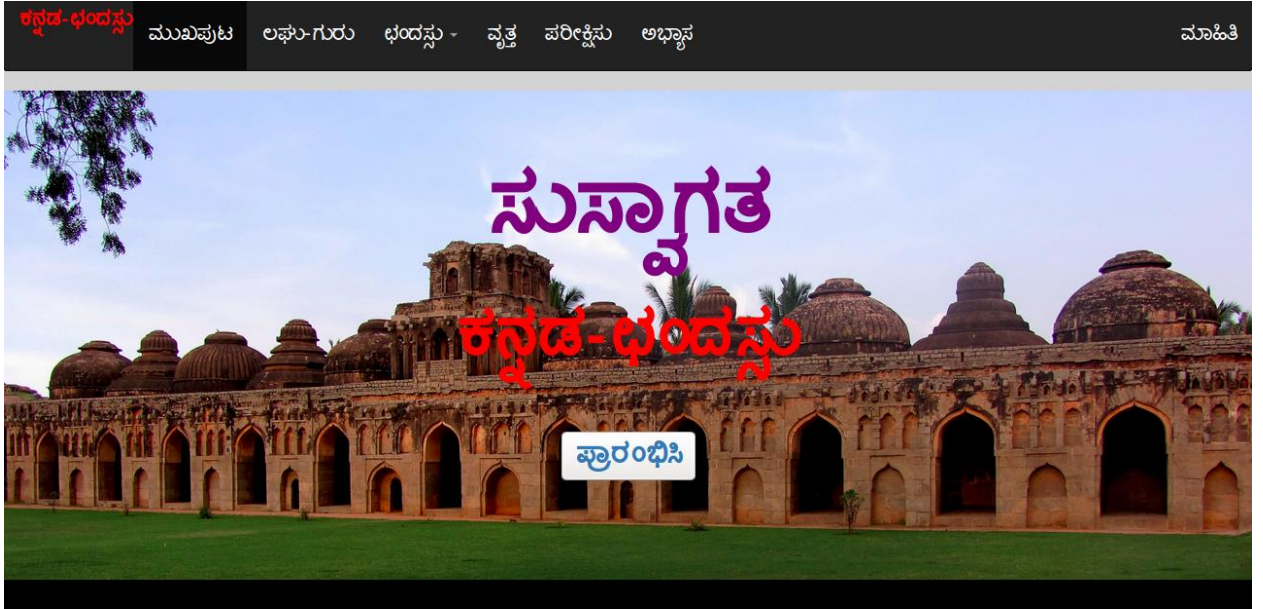 ಕನ್ನಡ-ಛಂದಸ್ಸು ಮುಖಪುಟ ಲಘು-ಗುರು ಛಂದಸ್ಸು ವೃತ್ತ ಪರೀಕ್ಷಿಸು ಅಭ್ಯಾಸ ಮಾಹಿತಿ
ಸುಸ್ವಾಗತ
ಕನ್ನಡ-ಛಂದಸ್ಸು
ಪ್ರಾರಂಭಿಸಿ